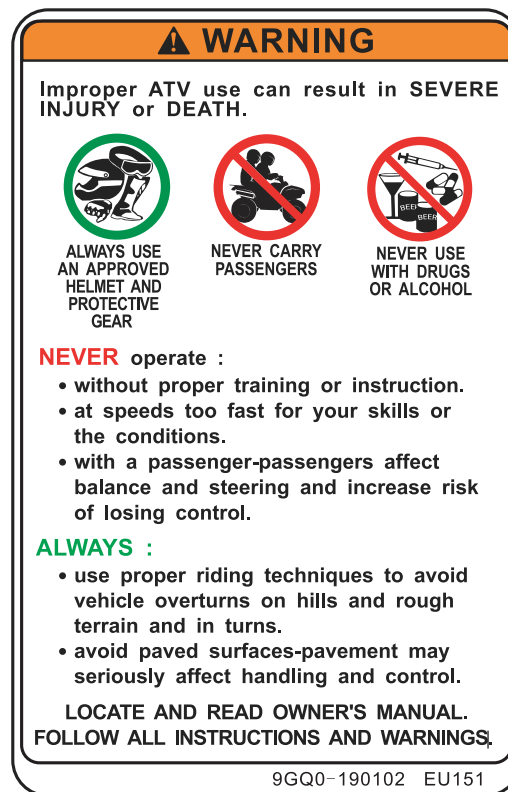 WARNING
Improper ATV use can result in SEVERE
INJURY or DEATH.
ALWAYS USE
AN APPROVED
HELMET AND
PROTECTIVE
GEAR
NEVER CARRY
PASSENGERS
BEER
BEER
NEVER USE
WITH DRUGS
OR ALCOHOL
NEVER operate :
• without proper training or instruction.
• at speeds too fast for your skills or
the conditions.
• with a passenger-passengers affect
balance and steering and increase risk
of losing control.
ALWAYS :
• use proper riding techniques to avoid
vehicle overturns on hills and rough
terrain and in turns.
• avoid paved surfaces-pavement may
seriously affect handling and control.
LOCATE AND READ OWNER'S MANUAL.
FOLLOW ALL INSTRUCTIONS AND WARNINGS.
9GQ0-190102 EU151